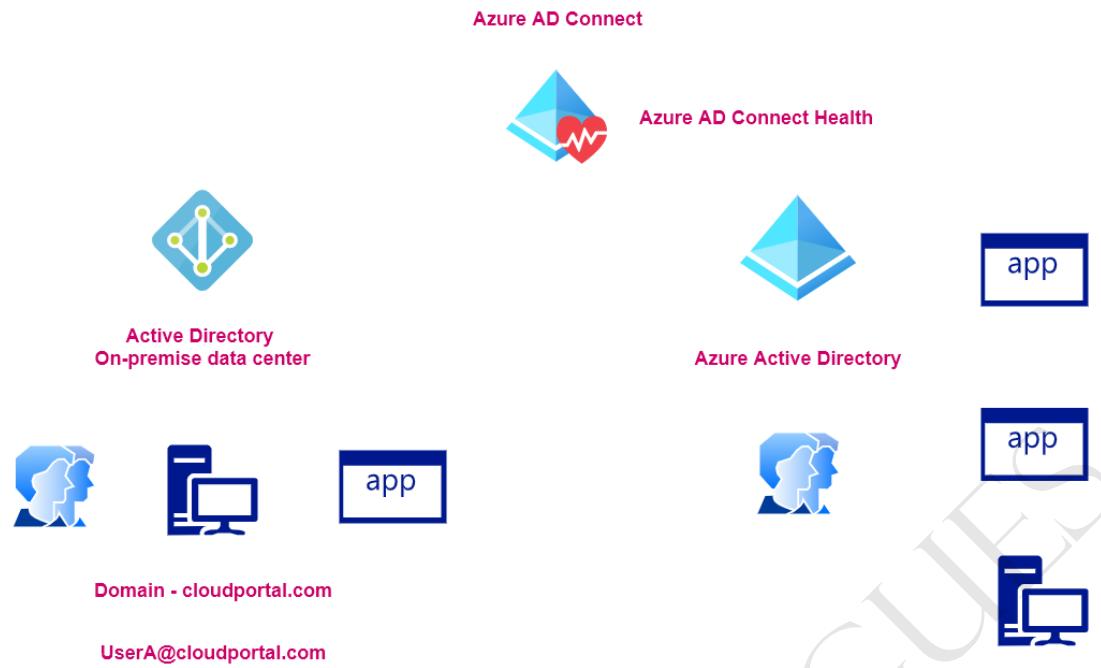 Azure AD Connect
Azure AD Connect Health
app
Active Directory
On-premise data center
Azure Active Directory
app
app
Domain - cloudportal.com
UserA@cloudportal.com